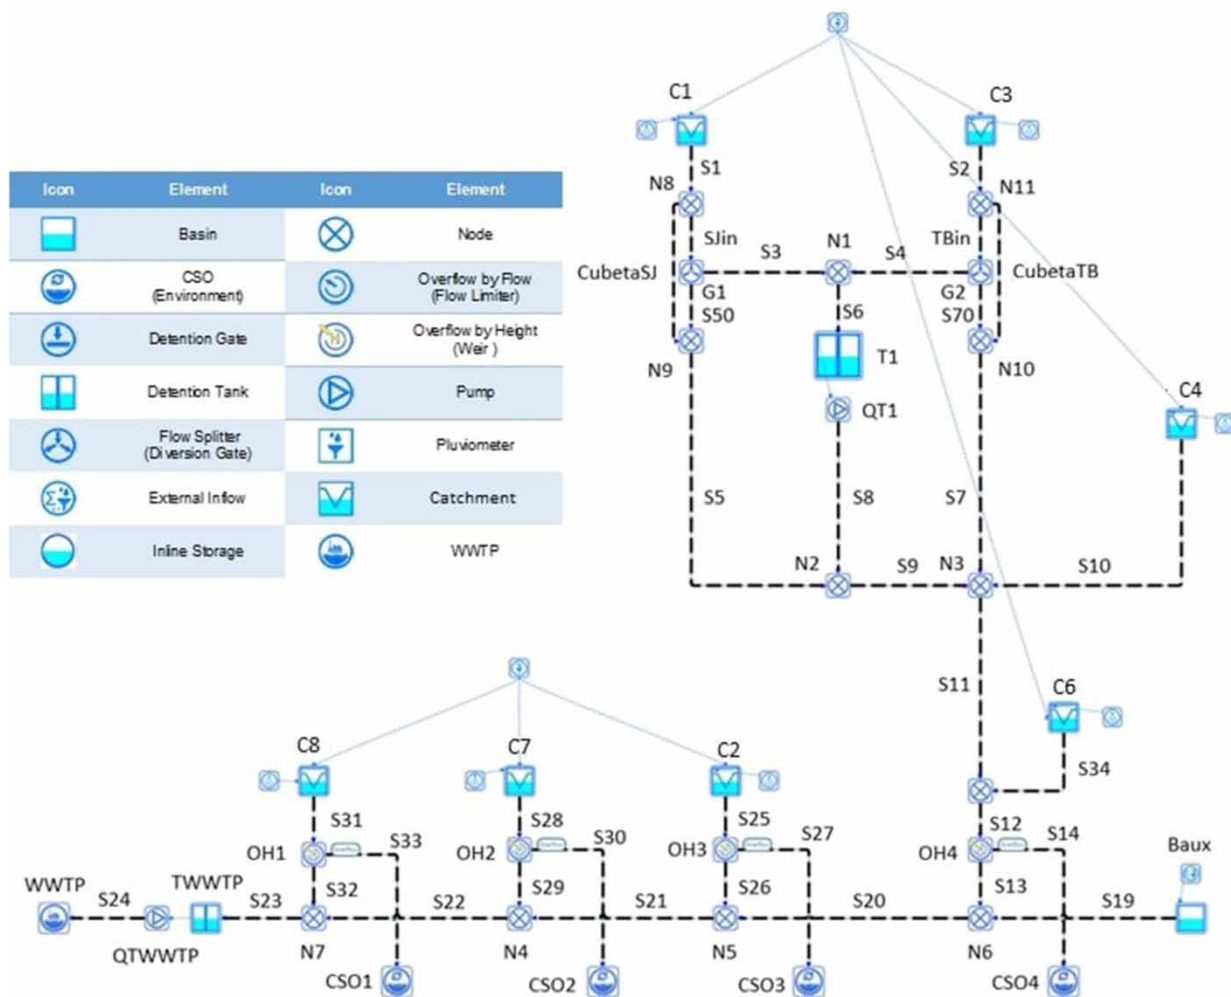 C1
C3
S1
S2
N8
N11
Icon Element Icon Element
Basin Node
SJin
S3
N1
S4
TBin
CubetaSJ
CubetaTB
CSO
(Environment)
Overflow by Flow
(Flow Limiter)
G1
G2
S50
S6
S70
Detention Gate
Overflow by Height
(Weir )
N9
T1
N10
Detention Tank Pump
QT1
C4
Flow Splitter
(Diversion Gate)
Pluviometer
External Inflow Catchment
S5
S8
S7
Inline Storage WWTP
N2
S9
N3
S10
S11
C6
C8
C7
C2
S34
S31
S33
S28
S30
S25
S27
S12
S14
OH1
OH2
OH3
OH4
Baux
WWTP
TWWTP
S32
S29
S26
S13
S24
S23
S22
S21
S20
S19
QTWWTP
N7
N4
N5
N6
CSO1
CSO2
CSO3
CSO4